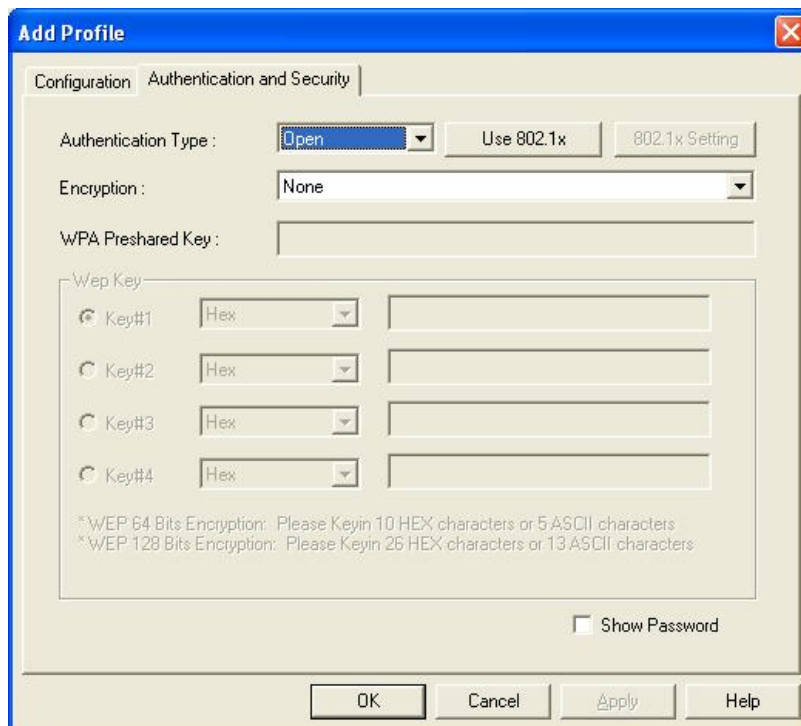 Add Profile
Configuration Authentication and Security
Authentication Type : Open Use 802.1x 802.1x Setting
Encryption : None
WPA Preshared Key :
Wep Key
Key#1 Hex
Key#2 Hex
Key#3 Hex
Key#4 Hex
* WEP 64 Bits Encryption: Please Keyin 10 HEX characters or 5 ASCII characters
* WEP 128 Bits Encryption: Please Keyin 26 HEX characters or 13 ASCII characters
Show Password
OK Cancel Apply Help